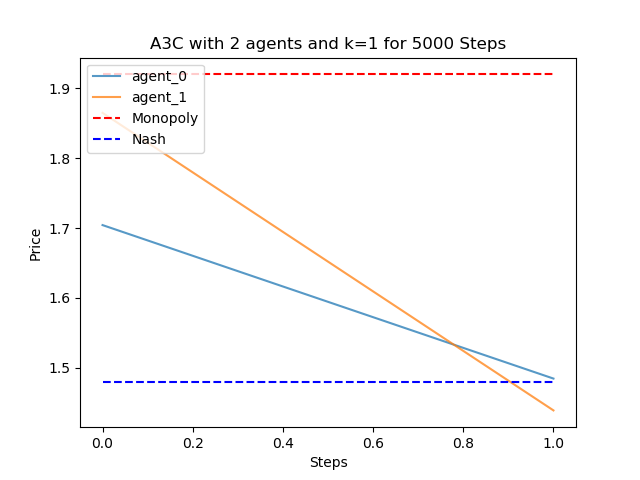 A3C with 2 agents and k=1 for 5000 Steps
agent_0
agent_1
Monopoly
Nash
Price
1.9
1.8
1.7
1.6
1.5
0.0 0.2 0.4 0.6 0.8 1.0
Steps